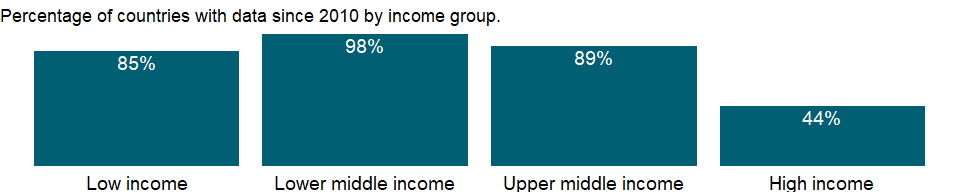 Percentage of countries with data since 2010 by income group.
85%
98%
89%
44%
Low income
Lower middle income
Upper middle income
High income